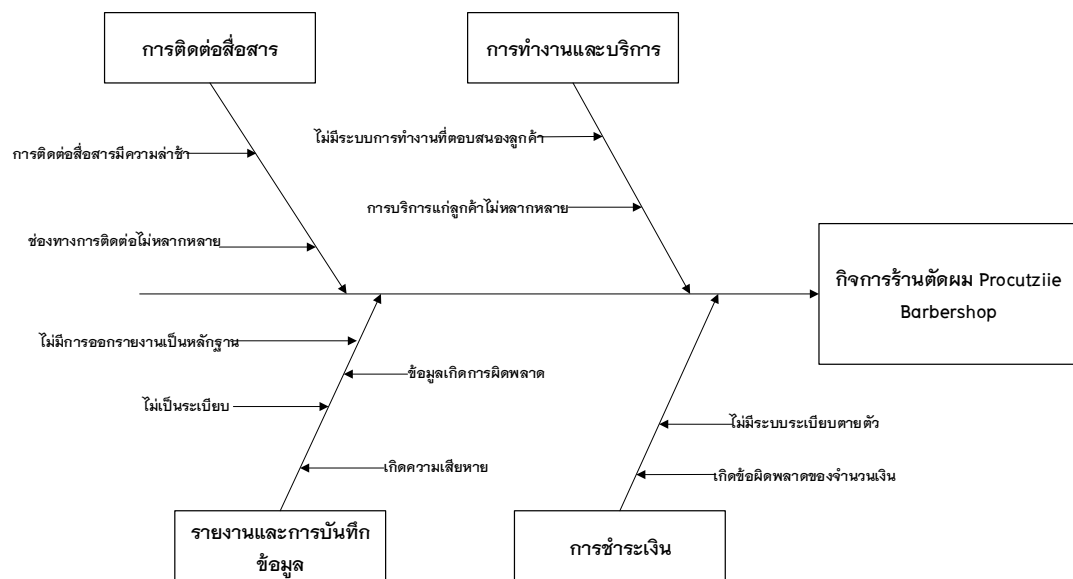 การติดต่อสื่อสาร
การทำงานและบริการ
ไม่มีระบบการทำงานที่ตอบสนองลูกค้า
การติดต่อสื่อสารมีความล่าช้า
การบริการแก่ลูกค้าไม่หลากหลาย
ช่องทางการติดต่อไม่หลากหลาย
กิจการร้านตัดผม Procutziie
Barbershop
ไม่มีการออกรายงานเป็นหลักฐาน
ข้อมูลเกิดการผิดพลาด
ไม่เป็นระเบียบ
ไม่มีระบบระเบียบตายตัว
เกิดความเสียหาย
เกิดข้อผิดพลาดของจำนวนเงิน
รายงานและการบันทึก
ข้อมูล
การชำระเงิน